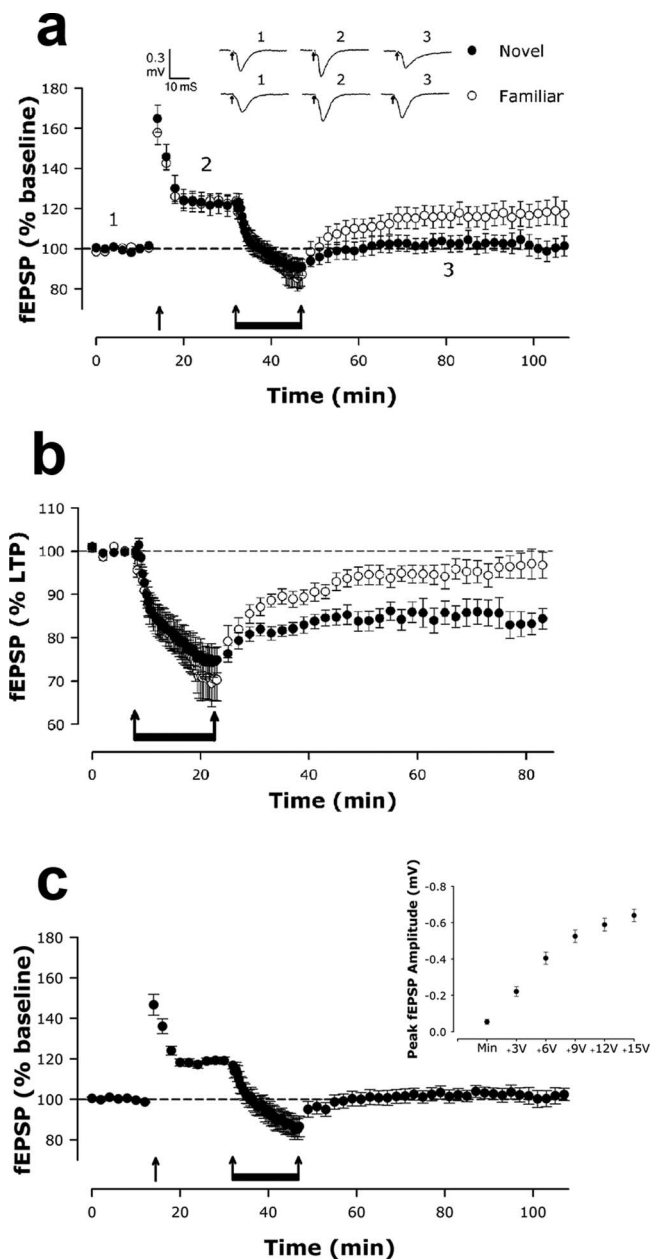 a
1 2 3
0.3
mV
10 mS
Novel
1 2 3
Familiar
180
160
140
120
100
80
1
2
3
fEPSP (% baseline)
0 20 40 60 80 100
Time (min)
b
110
100
90
80
70
60
fEPSP (% LTP)
0 20 40 60 80
Time (min)
c
180
160
140
120
100
80
fEPSP (% baseline)
0 20 40 60 80 100
Time (min)
-0.8
-0.6
-0.4
-0.2
0.0
Peak fEPSP Amplitude (mV)
Min +3V +6V +9V +12V +15V